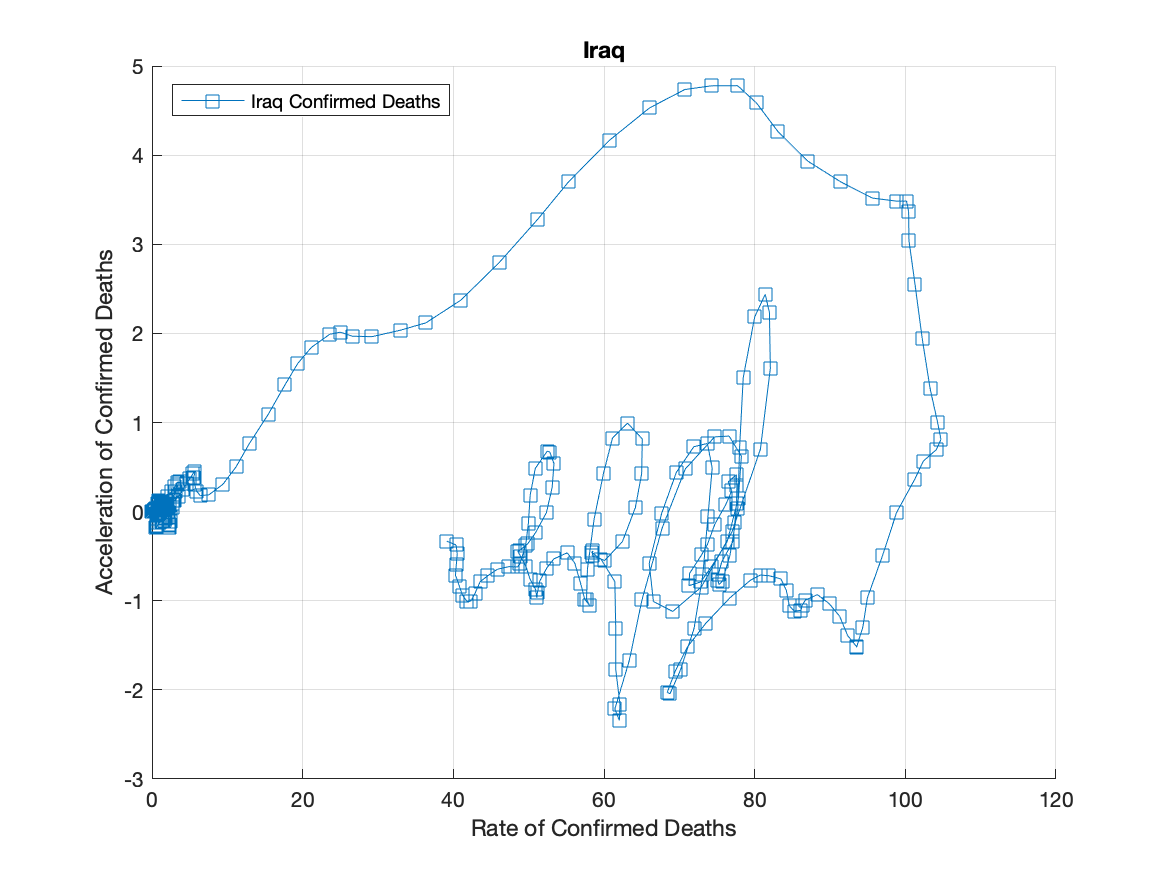 Iraq
Iraq Confirmed Deaths
Acceleration of Confirmed Deaths
5
4
3
2
1
0
-1
-2
-3
0 20 40 60 80 100 120
Rate of Confirmed Deaths